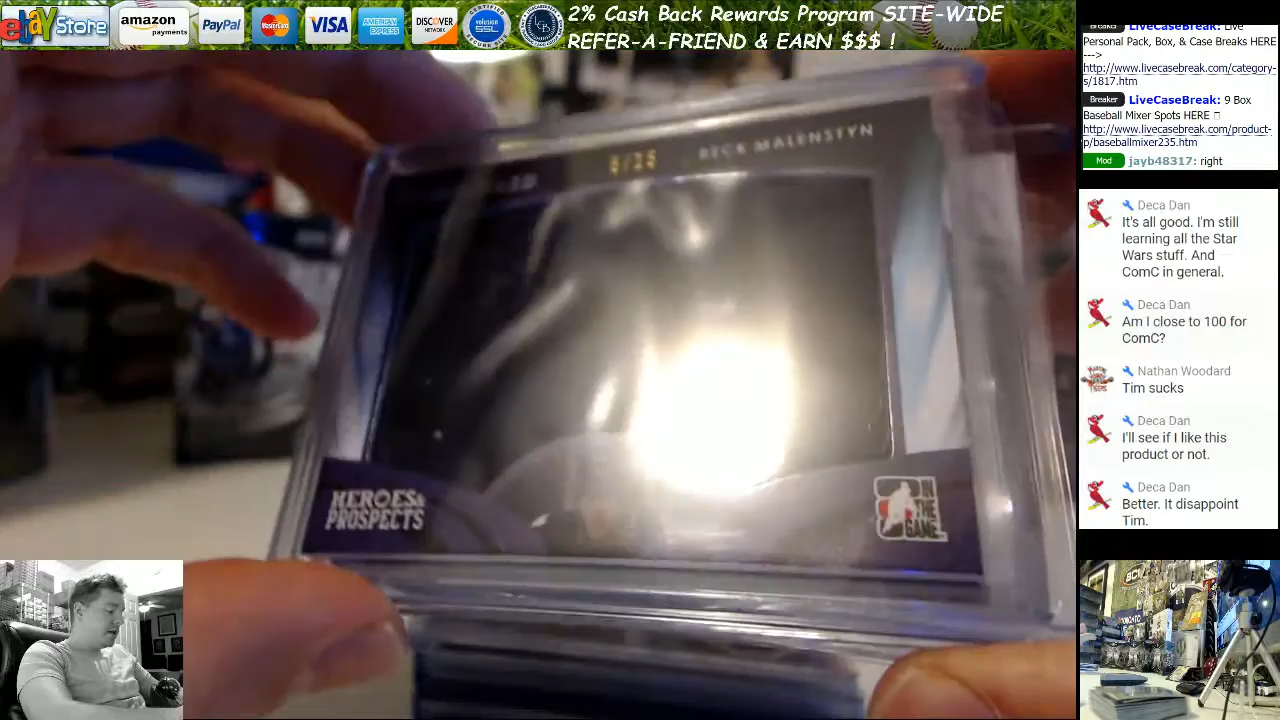 ebay Store
amazon payments
PayPal
MasterCard
VISA
AMERICAN EXPRESS
DISCOVER NETWORK
volusion SSL
LCB
2% Cash Back Rewards Program SITE-WIDE
REFER-A-FRIEND & EARN $$$ !
Personal Pack, Box, & Case Breaks HERE
--->
http://www.livecasebreak.com/category-
s/1817.htm
Breaker LiveCaseBreak: 9 Box
Baseball Mixer Spots HERE
http://www.livecasebreak.com/product-
p/baseballmixer235.htm
Mod jayb48317: right
Deca Dan
It's all good. I'm still
learning all the Star
Wars stuff. And
ComC in general.
Deca Dan
Am I close to 100 for
ComC?
Nathan Woodard
Tim sucks
Deca Dan
I'll see if I like this
product or not.
Deca Dan
Better. It disappoint
Tim.
BECK MALENSTYN
HEROES &
PROSPECTS
IN
THE
GAME